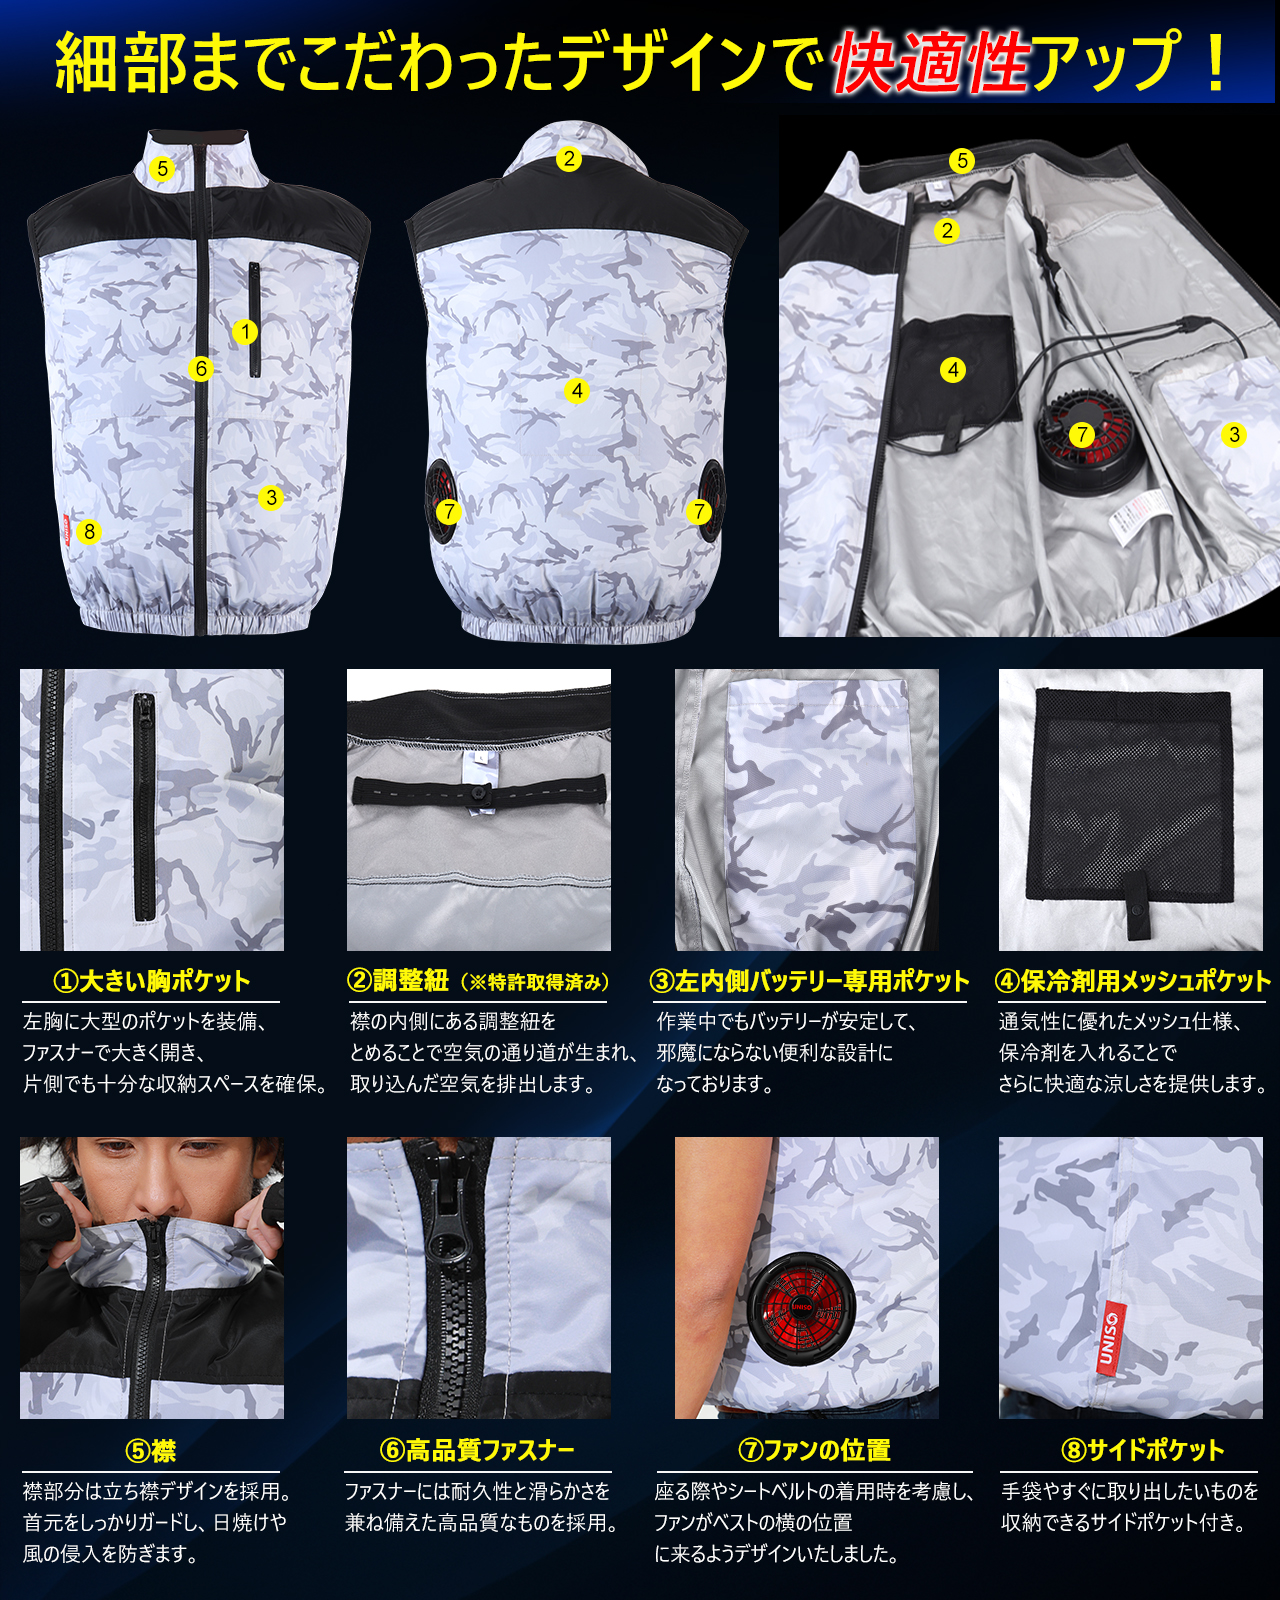 細部までこだわったデザインで快適性アップ！
5
2
5
2
1
6
4
4
7
3
3
7
7
8
UNISO
L
UNISO
UNISO
①大きい胸ポケット
左胸に大型のポケットを装備、
ファスナーで大きく開き、
片側でも十分な収納スペースを確保。
②調整紐（※特許取得済み）
襟の内側にある調整紐を
とめることで空気の通り道が生まれ、
取り込んだ空気を排出します。
③左内側バッテリー専用ポケット
作業中でもバッテリーが安定して、
邪魔にならない便利な設計に
なっております。
④保冷剤用メッシュポケット
通気性に優れたメッシュ仕様、
保冷剤を入れることで
さらに快適な涼しさを提供します。
⑤襟
襟部分は立ち襟デザインを採用。
首元をしっかりガードし、日焼けや
風の侵入を防ぎます。
⑥高品質ファスナー
ファスナーには耐久性と滑らかさを
兼ね備えた高品質なものを採用。
⑦ファンの位置
座る際やシートベルトの着用時を考慮し、
ファンがベストの横の位置
に来るようデザインいたしました。
⑧サイドポケット
手袋やすぐに取り出したいものを
収納できるサイドポケット付き。